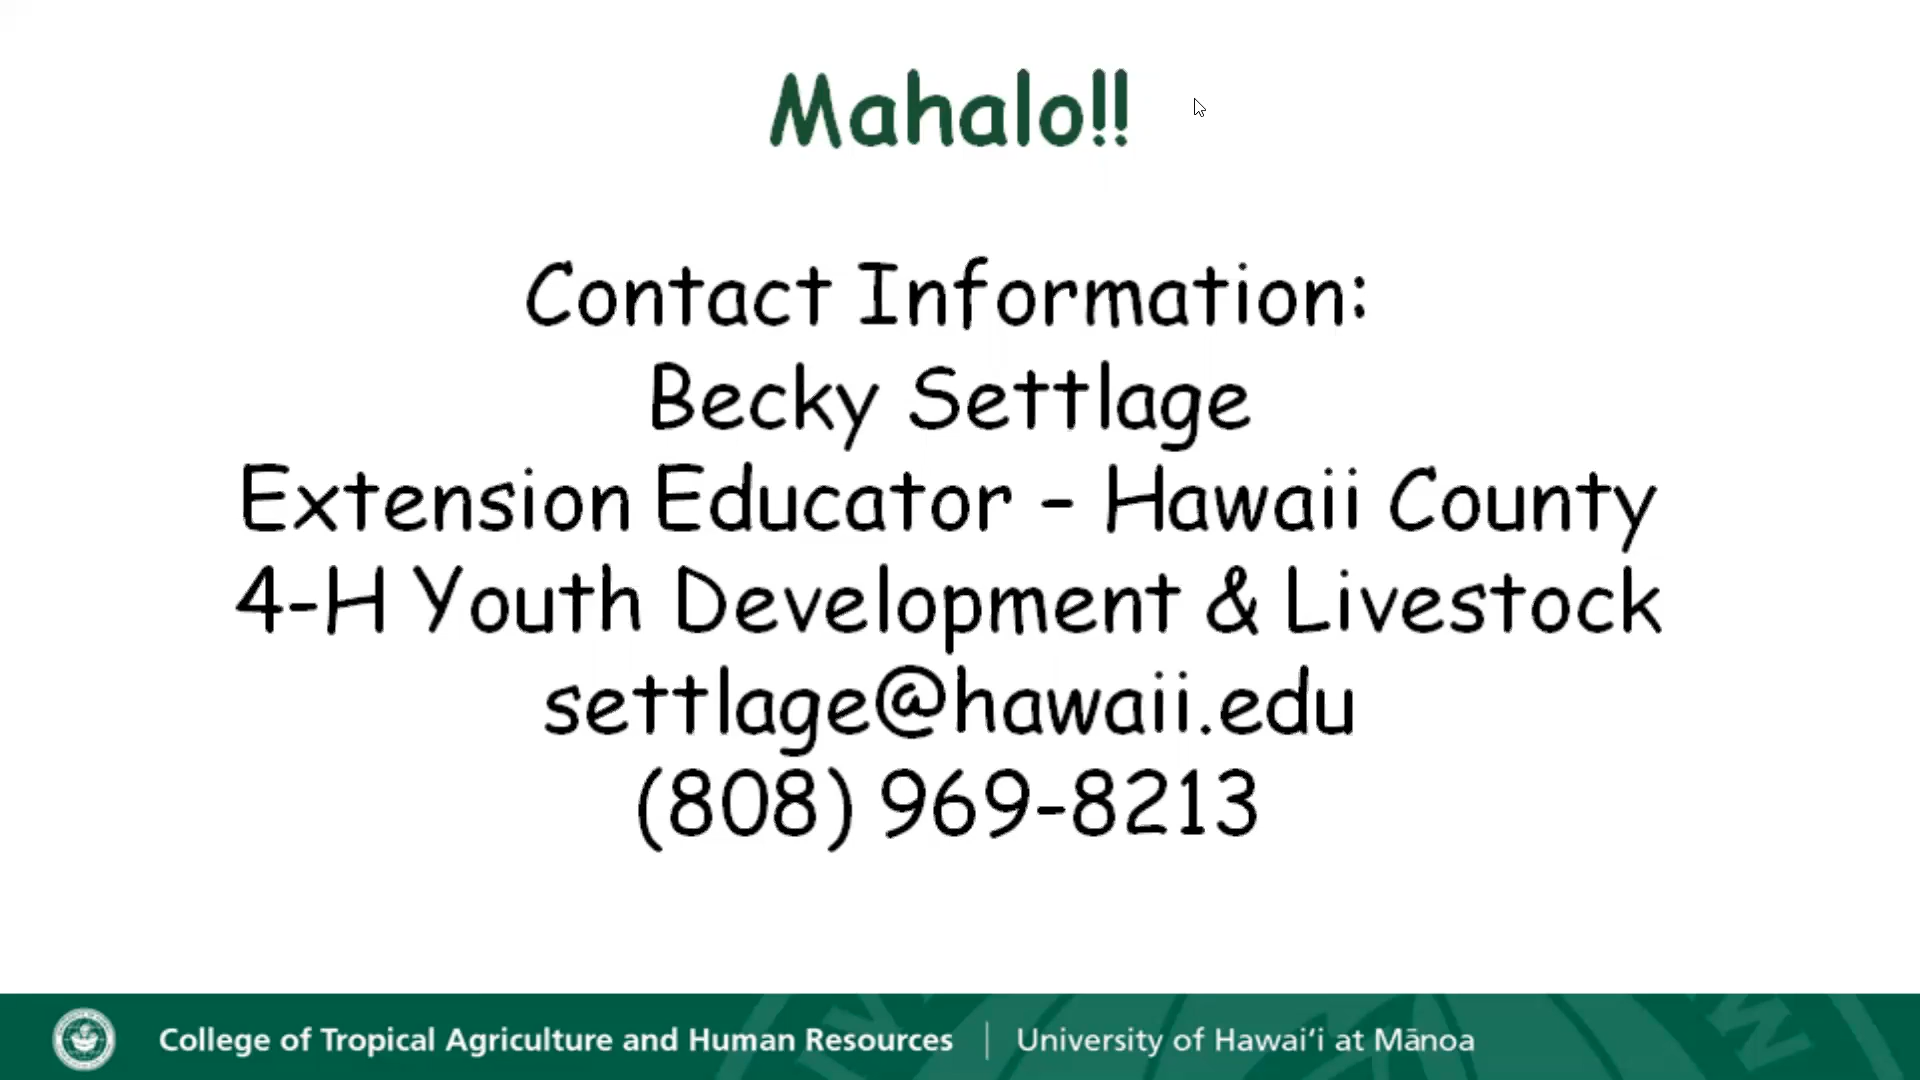 Mahalo!!
Contact Information:
Becky Settlage
Extension Educator – Hawaii County
4-H Youth Development & Livestock
settlage@hawaii.edu
(808) 969-8213
College of Tropical Agriculture and Human Resources | University of Hawaiʻi at Mānoa